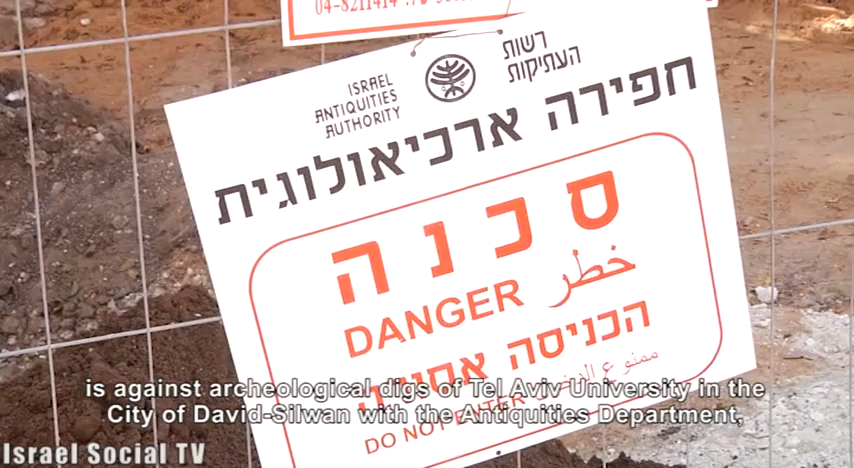 04-8211414
ISRAEL
ANTIQUITIES
AUTHORITY
רשות
העתיקות
חפירה ארכיאולוגית
סכנה
خطر
DANGER
הכניסה
ممنوع
DO NOT ENTER
is against archeological digs of Tel Aviv University in the
City of David-Silwan with the Antiquities Department,
Israel Social TV